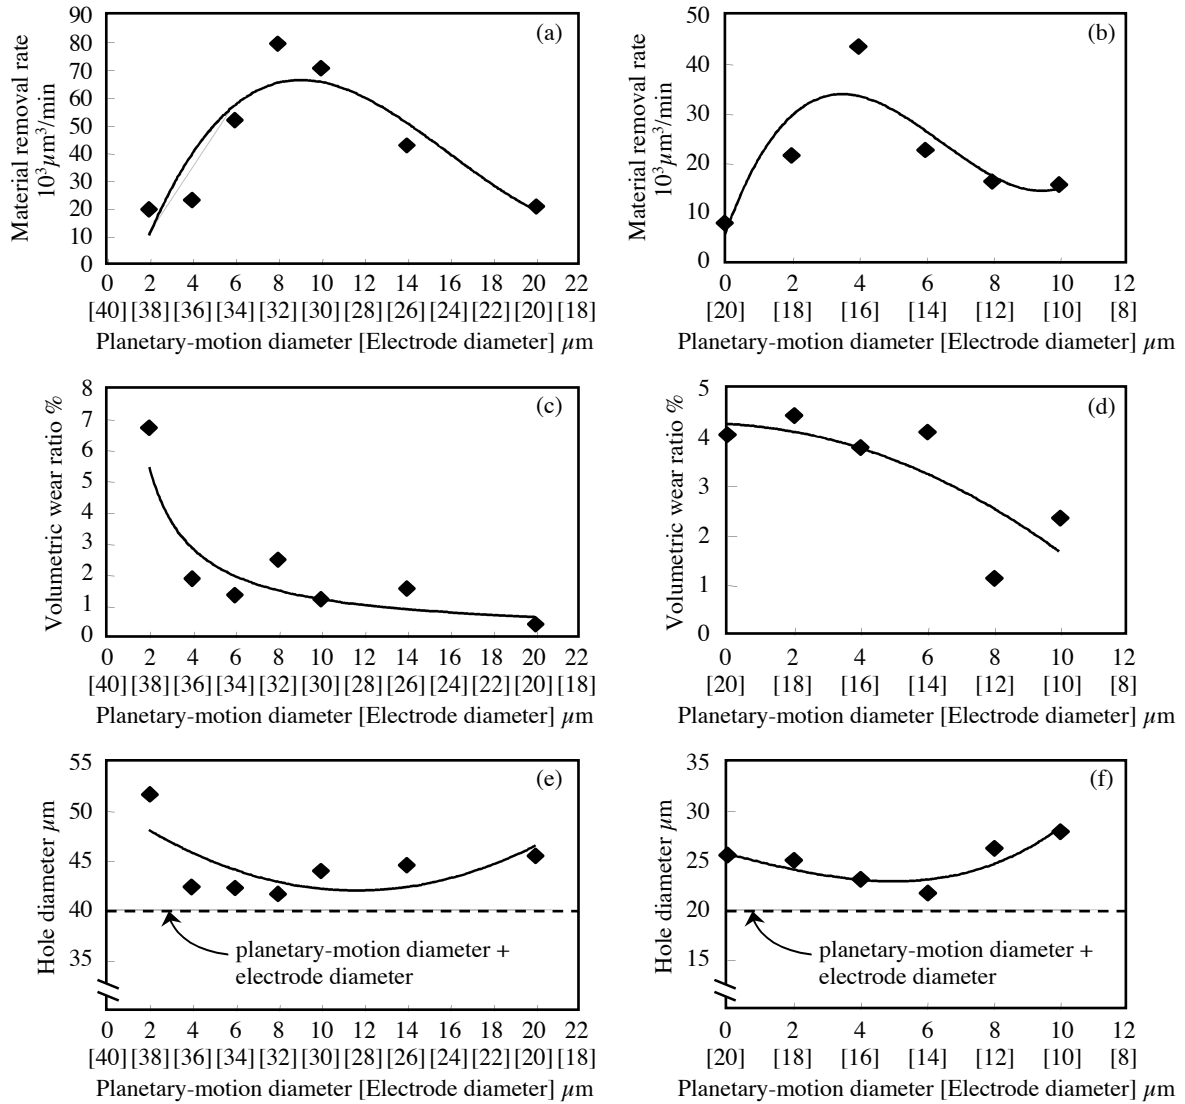 (a)
Material removal rate
10³µm³/min
90
80
70
60
50
40
30
20
10
0
0 2 4 6 8 10 12 14 16 18 20 22
[40] [38] [36] [34] [32] [30] [28] [26] [24] [22] [20] [18]
Planetary-motion diameter [Electrode diameter] µm
(b)
Material removal rate
10³µm³/min
50
40
30
20
10
0
0 2 4 6 8 10 12
[20] [18] [16] [14] [12] [10] [8]
Planetary-motion diameter [Electrode diameter] µm
(c)
Volumetric wear ratio %
8
7
6
5
4
3
2
1
0
0 2 4 6 8 10 12 14 16 18 20 22
[40] [38] [36] [34] [32] [30] [28] [26] [24] [22] [20] [18]
Planetary-motion diameter [Electrode diameter] µm
(d)
Volumetric wear ratio %
5
4
3
2
1
0
0 2 4 6 8 10 12
[20] [18] [16] [14] [12] [10] [8]
Planetary-motion diameter [Electrode diameter] µm
(e)
Hole diameter µm
55
50
45
40
35
planetary-motion diameter +
electrode diameter
0 2 4 6 8 10 12 14 16 18 20 22
[40] [38] [36] [34] [32] [30] [28] [26] [24] [22] [20] [18]
Planetary-motion diameter [Electrode diameter] µm
(f)
Hole diameter µm
35
30
25
20
15
planetary-motion diameter +
electrode diameter
0 2 4 6 8 10 12
[20] [18] [16] [14] [12] [10] [8]
Planetary-motion diameter [Electrode diameter] µm